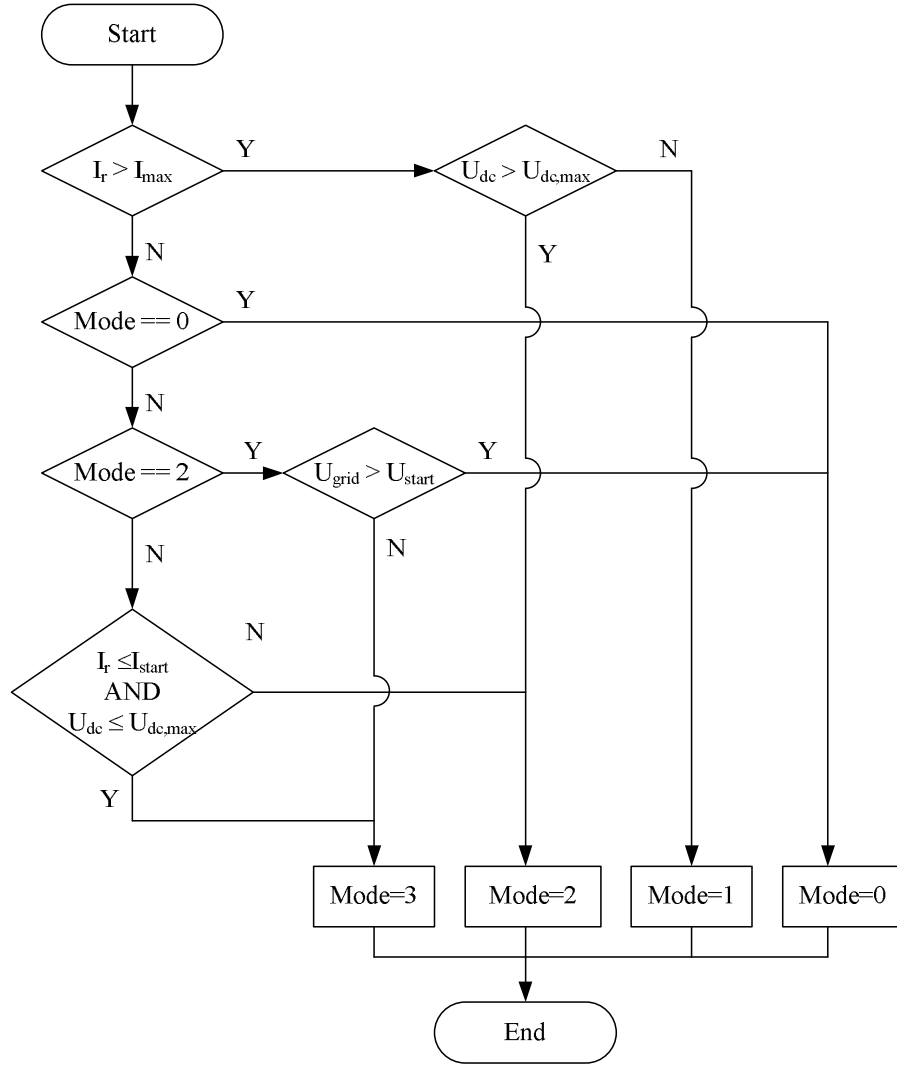 Start
Y
N
Ir > Imax
Udc > Udc,max
N
Y
Y
Mode == 0
N
Y
Y
Mode == 2
Ugrid > Ustart
N
N
N
Ir ≤Istart
AND
Udc ≤ Udc,max
Y
Mode=3
Mode=2
Mode=1
Mode=0
End